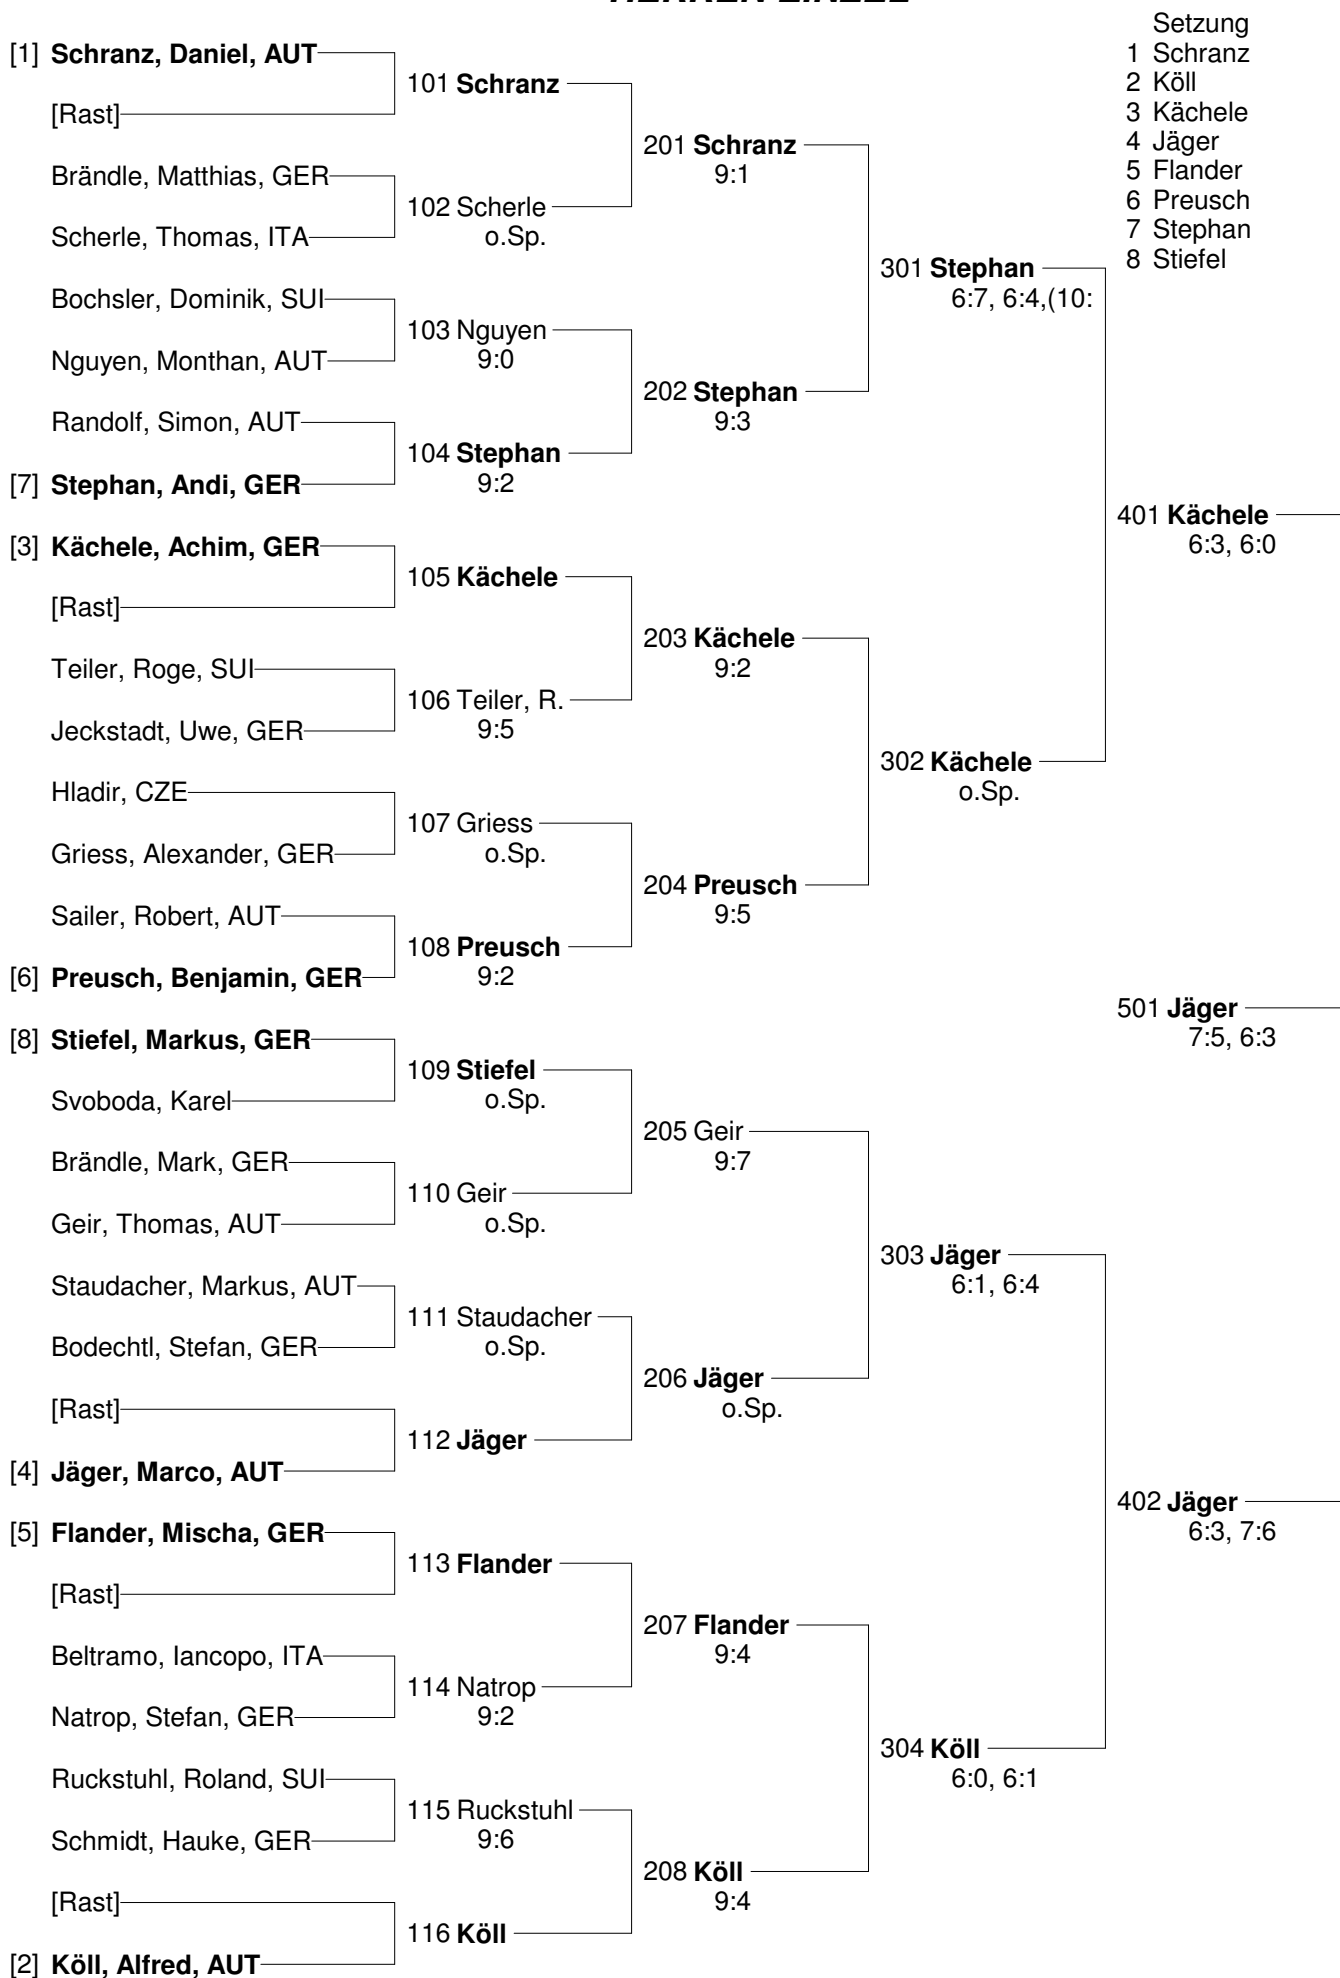 Setzung
1 Schranz
2 Köll
3 Kächele
4 Jäger
5 Flander
6 Preusch
7 Stephan
8 Stiefel
[1] Schranz, Daniel, AUT
[Rast]
Brändle, Matthias, GER
Scherle, Thomas, ITA
Bochsler, Dominik, SUI
Nguyen, Monthan, AUT
Randolf, Simon, AUT
[7] Stephan, Andi, GER
[3] Kächele, Achim, GER
[Rast]
Teiler, Roge, SUI
Jeckstadt, Uwe, GER
Hladir, CZE
Griess, Alexander, GER
Sailer, Robert, AUT
[6] Preusch, Benjamin, GER
[8] Stiefel, Markus, GER
Svoboda, Karel
Brändle, Mark, GER
Geir, Thomas, AUT
Staudacher, Markus, AUT
Bodechtl, Stefan, GER
[Rast]
[4] Jäger, Marco, AUT
[5] Flander, Mischa, GER
[Rast]
Beltramo, Iancopo, ITA
Natrop, Stefan, GER
Ruckstuhl, Roland, SUI
Schmidt, Hauke, GER
[Rast]
[2] Köll, Alfred, AUT
101 Schranz
102 Scherle
o.Sp.
103 Nguyen
9:0
104 Stephan
9:2
105 Kächele
106 Teiler, R.
9:5
107 Griess
o.Sp.
108 Preusch
9:2
109 Stiefel
o.Sp.
110 Geir
o.Sp.
111 Staudacher
o.Sp.
112 Jäger
113 Flander
114 Natrop
9:2
115 Ruckstuhl
9:6
116 Köll
201 Schranz
9:1
202 Stephan
9:3
203 Kächele
9:2
204 Preusch
9:5
205 Geir
9:7
206 Jäger
o.Sp.
207 Flander
9:4
208 Köll
9:4
301 Stephan
6:7, 6:4,(10:
302 Kächele
o.Sp.
303 Jäger
6:1, 6:4
304 Köll
6:0, 6:1
401 Kächele
6:3, 6:0
402 Jäger
6:3, 7:6
501 Jäger
7:5, 6:3